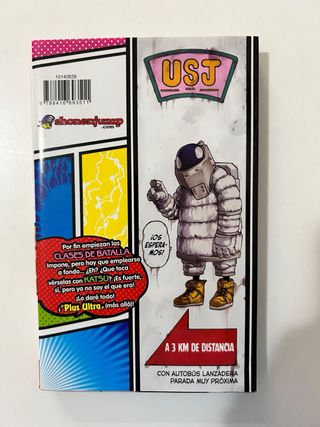 10140839
9788416693511
shonenjump
.com
USJ
¡OS
ESPERA-
MOS!
Por fin empiezan las
CLASES DE BATALLA.
Impone, pero hay que emplearse
a fondo... ¿Eh? ¿Que toca
vérselas con KATSU? ¡Es fuerte,
sí, pero ya no soy el que era!
¡Lo daré todo!
¡"Plus Ultra" (más allá)!
A 3 KM DE DISTANCIA
CON AUTOBÚS LANZADERA
PARADA MUY PRÓXIMA